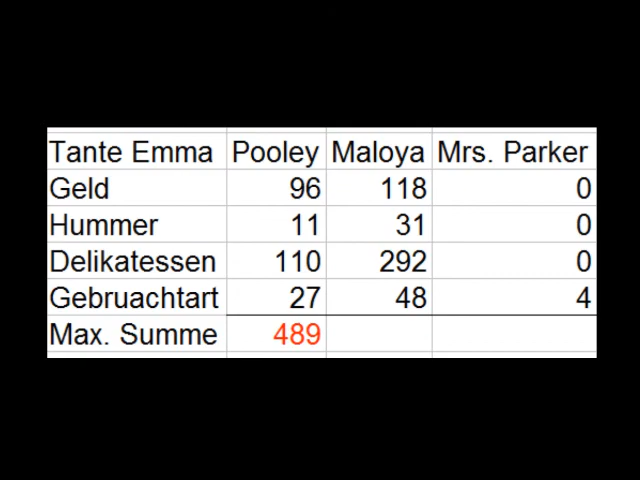 Tante Emma Pooley Maloya Mrs. Parker
Geld 96 118 0
Hummer 11 31 0
Delikatessen 110 292 0
Gebruachtart 27 48 4
Max. Summe 489